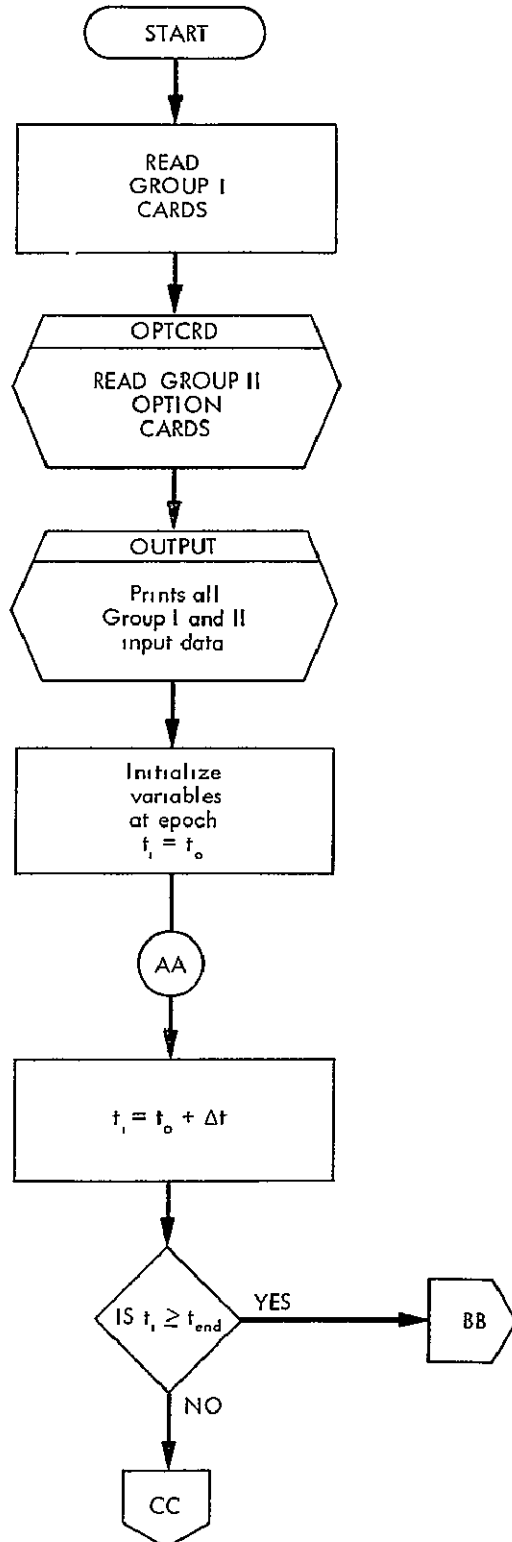 START
READ
GROUP I
CARDS
OPTCRD
READ GROUP II
OPTION
CARDS
OUTPUT
Prints all
Group I and II
input data
Initialize
variables
at epoch
tᵢ = tₒ
AA
tᵢ = tₒ + Δt
IS tᵢ ≥ t_end
YES
BB
NO
CC